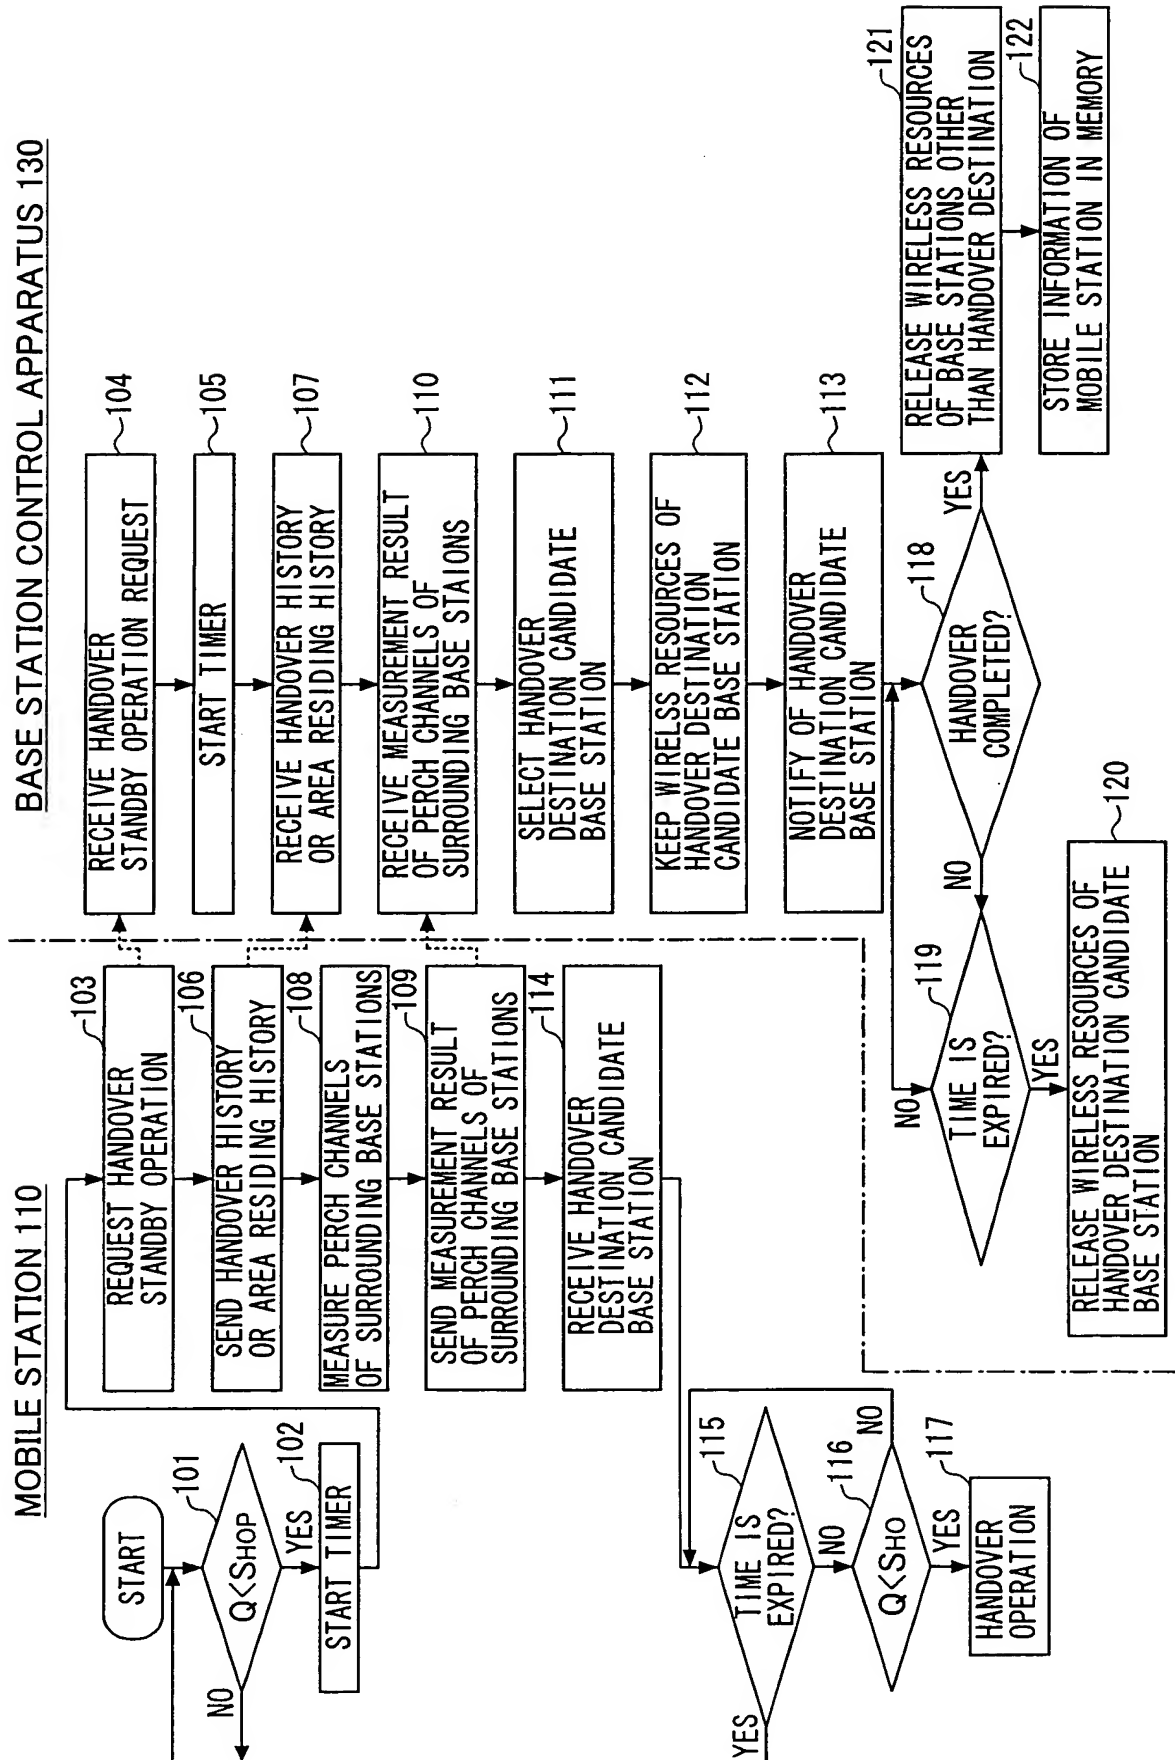 MOBILE STATION 110
START
101
Q<SHOP
NO
YES
102
START TIMER
103
REQUEST HANDOVER
STANDBY OPERATION
106
SEND HANDOVER HISTORY
OR AREA RESIDING HISTORY
108
MEASURE PERCH CHANNELS
OF SURROUNDING BASE STATIONS
109
SEND MEASUREMENT RESULT
OF PERCH CHANNELS OF
SURROUNDING BASE STATIONS
114
RECEIVE HANDOVER
DESTINATION CANDIDATE
BASE STATION
115
TIME IS
EXPIRED?
YES
NO
116
Q<SHO
NO
YES
117
HANDOVER
OPERATION
BASE STATION CONTROL APPARATUS 130
104
RECEIVE HANDOVER
STANDBY OPERATION REQUEST
105
START TIMER
107
RECEIVE HANDOVER HISTORY
OR AREA RESIDING HISTORY
110
RECEIVE MEASUREMENT RESULT
OF PERCH CHANNELS OF
SURROUNDING BASE STAIONS
111
SELECT HANDOVER
DESTINATION CANDIDATE
BASE STATION
112
KEEP WIRELSS RESOURCES OF
HANDOVER DESTINATION
CANDIDATE BASE STATION
113
NOTIFY OF HANDOVER
DESTINATION CANDIDATE
BASE STATION
118
HANDOVER
COMPLETED?
YES
NO
119
TIME IS
EXPIRED?
NO
YES
120
RELEASE WIRELESS RESOURCES OF
HANDOVER DESTINATION CANDIDATE
BASE STATION
121
RELEASE WIRELESS RESOURCES
OF BASE STATIONS OTHER
THAN HANDOVER DESTINATION
122
STORE INFORMATION OF
MOBILE STATION IN MEMORY